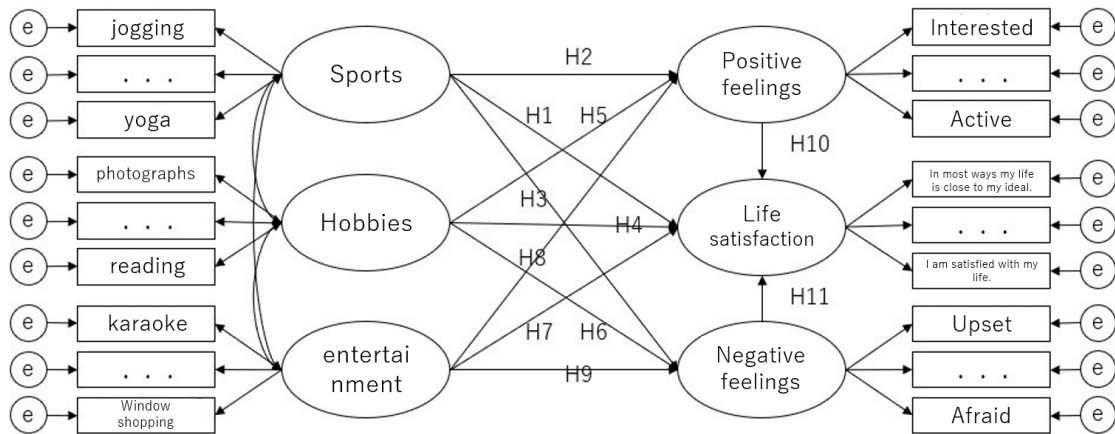 e
jogging
e
. . .
e
yoga
e
photographs
e
. . .
e
reading
e
karaoke
e
. . .
e
Window
shopping
Sports
Hobbies
entertai
nment
H2
H1
H5
H3
H4
H8
H7
H6
H9
Positive
feelings
H10
Life
satisfaction
H11
Negative
feelings
Interested
e
. . .
e
Active
e
In most ways my life
is close to my ideal.
e
. . .
e
I am satisfied with my
life.
e
Upset
e
. . .
e
Afraid
e